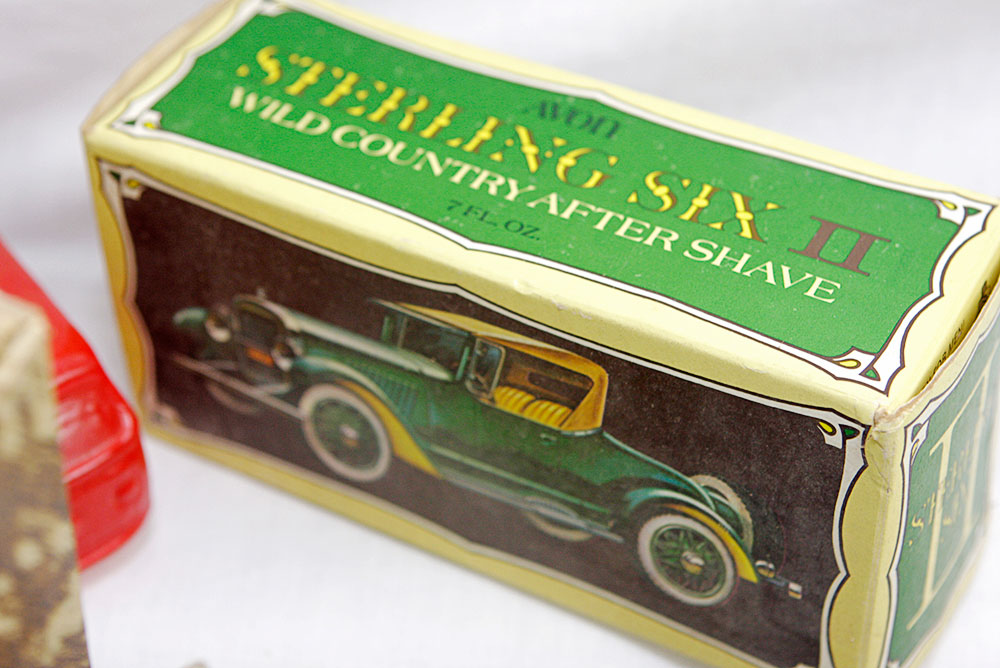 AVON
STERLING SIX II
WILD COUNTRY AFTER SHAVE
7 FL. OZ.